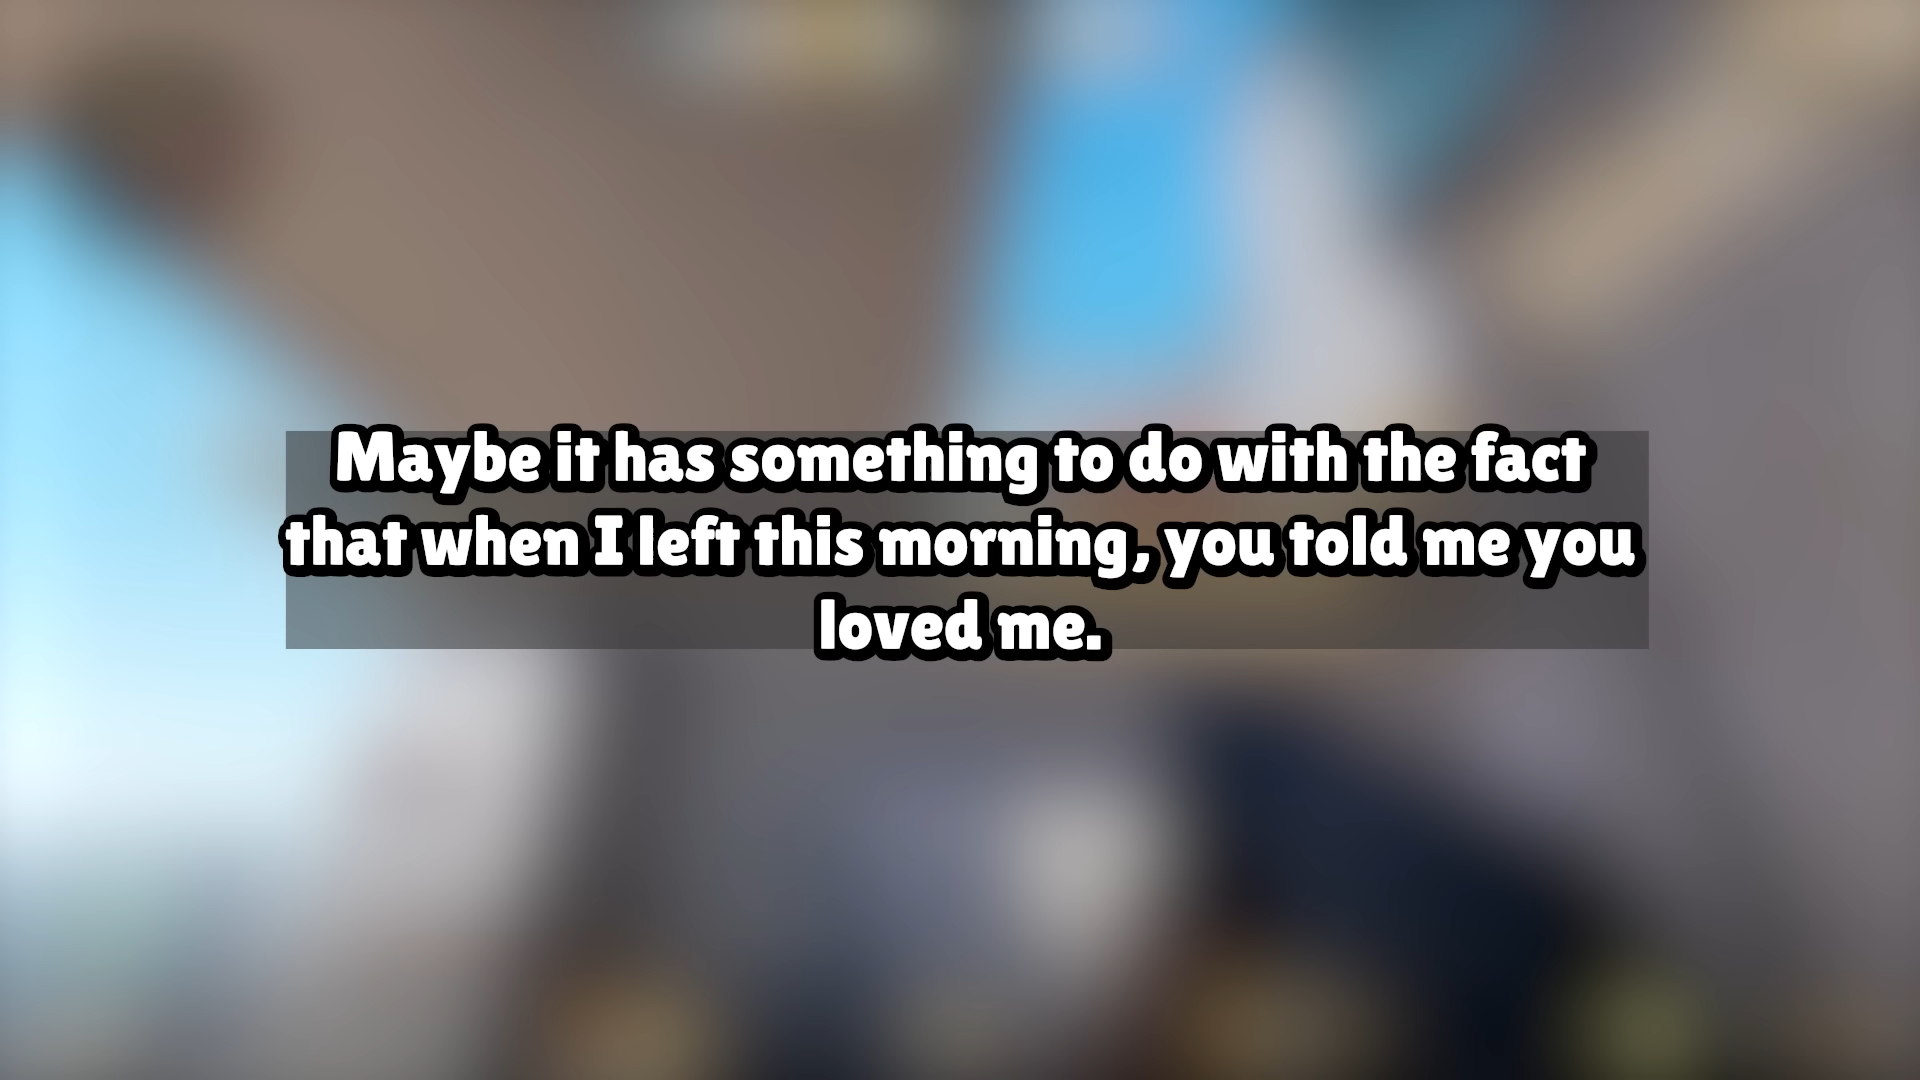 Maybe it has something to do with the fact
that when I left this morning, you told me you
loved me.